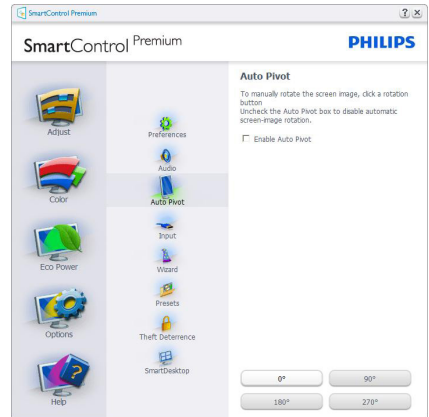 SmartControl Premium
SmartControl Premium
PHILIPS
Adjust
Color
Eco Power
Options
Help
Preferences
Audio
Auto Pivot
Input
Wizard
Presets
Theft Deterrence
SmartDesktop
Auto Pivot
To manually rotate the screen image, click a rotation
button
Uncheck the Auto Pivot box to disable automatic
screen-image rotation.
Enable Auto Pivot
0°
90°
180°
270°